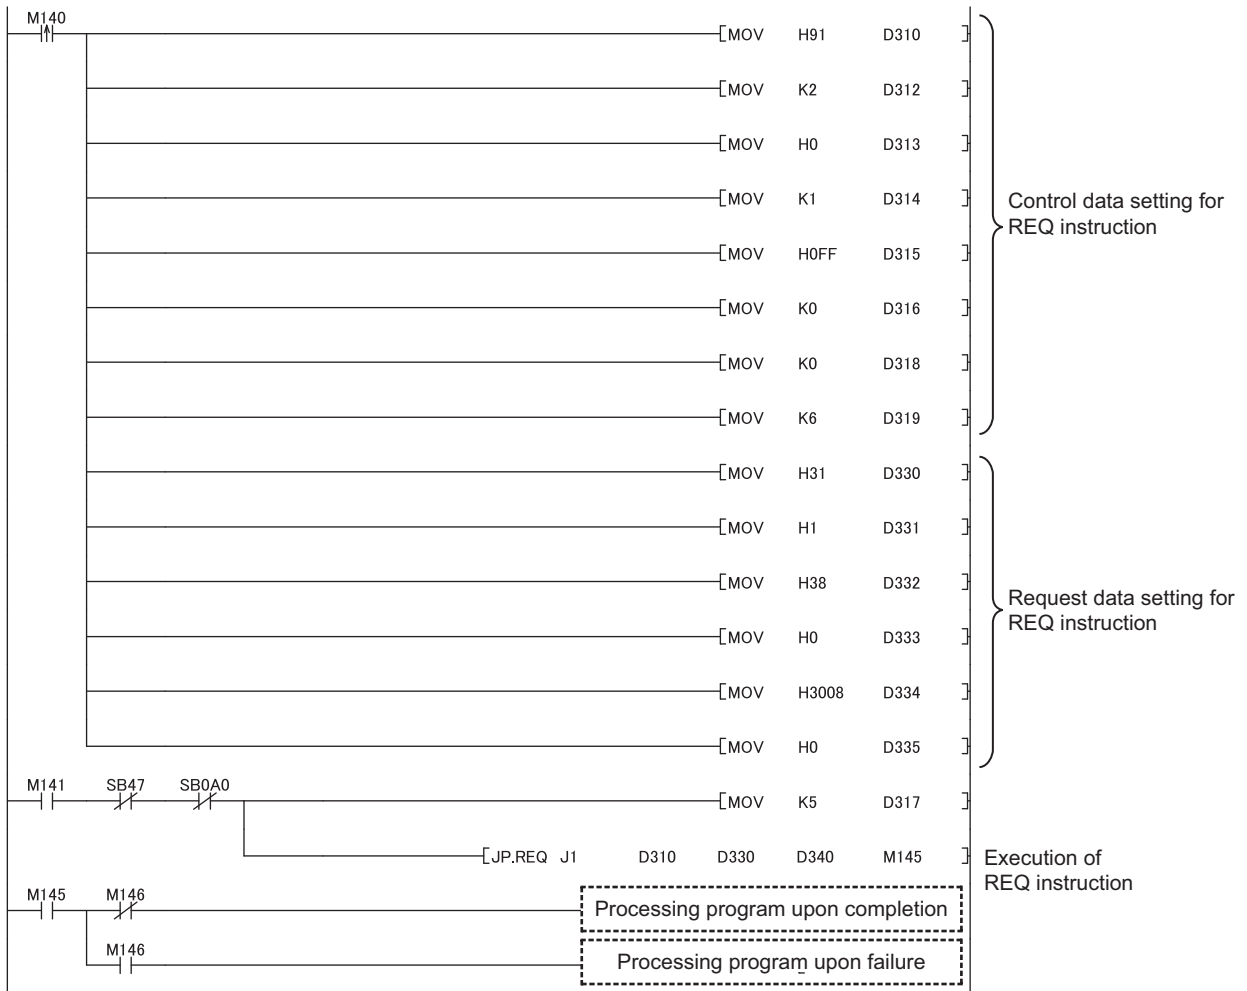 M140
[MOV H91 D310 ]
[MOV K2 D312 ]
[MOV H0 D313 ]
[MOV K1 D314 ]
Control data setting for
REQ instruction
[MOV H0FF D315 ]
[MOV K0 D316 ]
[MOV K0 D318 ]
[MOV K6 D319 ]
[MOV H31 D330 ]
[MOV H1 D331 ]
[MOV H38 D332 ]
Request data setting for
REQ instruction
[MOV H0 D333 ]
[MOV H3008 D334 ]
[MOV H0 D335 ]
M141 SB47 SB0A0
[MOV K5 D317 ]
[JP.REQ J1 D310 D330 D340 M145 ]
Execution of
REQ instruction
M145 M146
Processing program upon completion
M146
Processing program upon failure